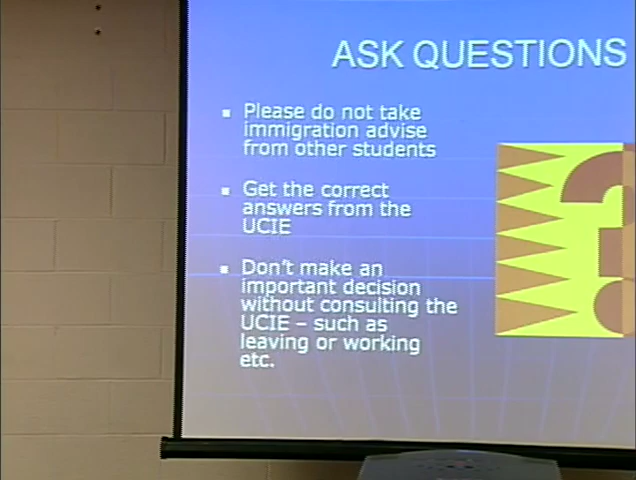 ASK QUESTIONS
Please do not take
immigration advise
from other students
Get the correct
answers from the
UCIE
Don't make an
important decision
without consulting the
UCIE – such as
leaving or working
etc.